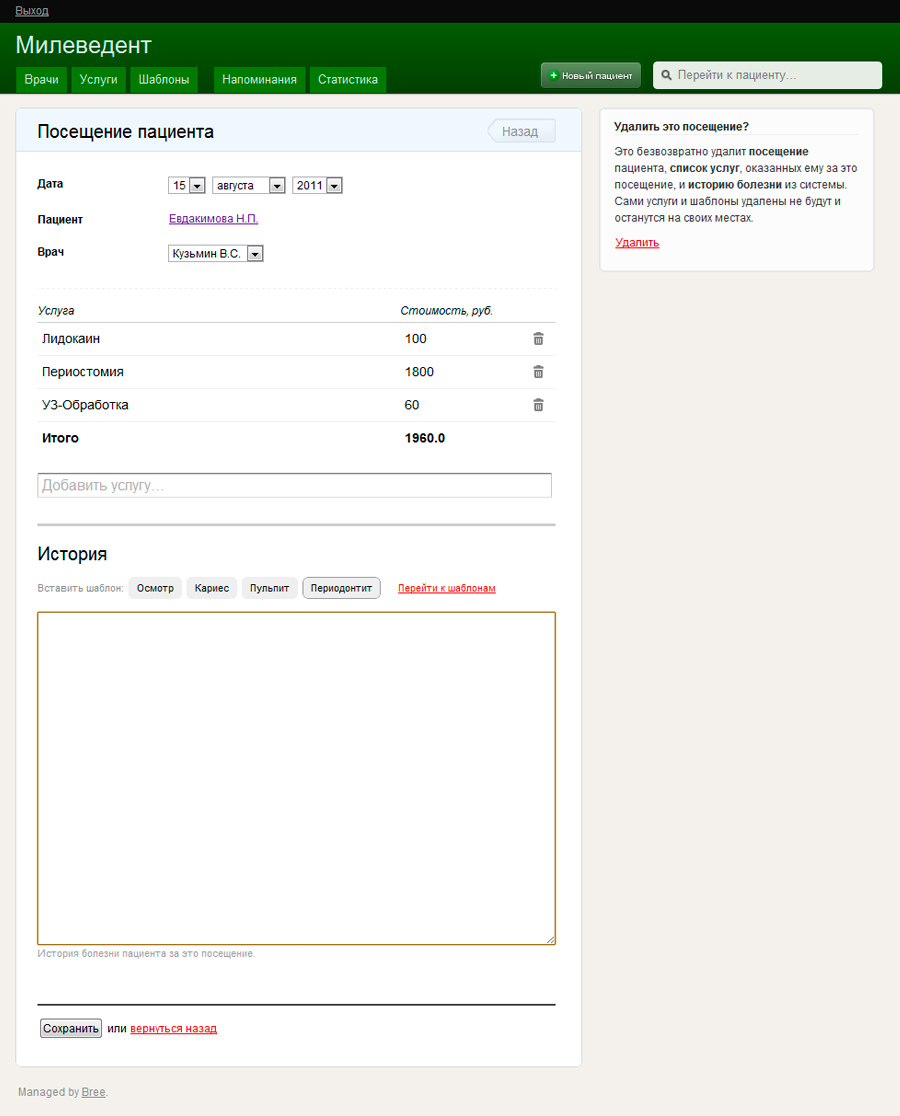 Выход
Милеведент
Врачи Услуги Шаблоны Напоминания Статистика Новый пациент Перейти к пациенту...
Посещение пациента Назад
Дата 15 августа 2011
Пациент Евдакимова Н.П.
Врач Кузьмин В.С.
Услуга Стоимость, руб.
Лидокаин 100
Периостомия 1800
УЗ-Обработка 60
Итого 1960.0
Добавить услугу...
История
Вставить шаблон: Осмотр Кариес Пульпит Периодонтит Перейти к шаблонам
История болезни пациента за это посещение.
Сохранить или вернуться назад
Удалить это посещение?
Это безвозвратно удалит посещение
пациента, список услуг, оказанных ему за это
посещение, и историю болезни из системы.
Сами услуги и шаблоны удалены не будут и
останутся на своих местах.
Удалить
Managed by Bree.